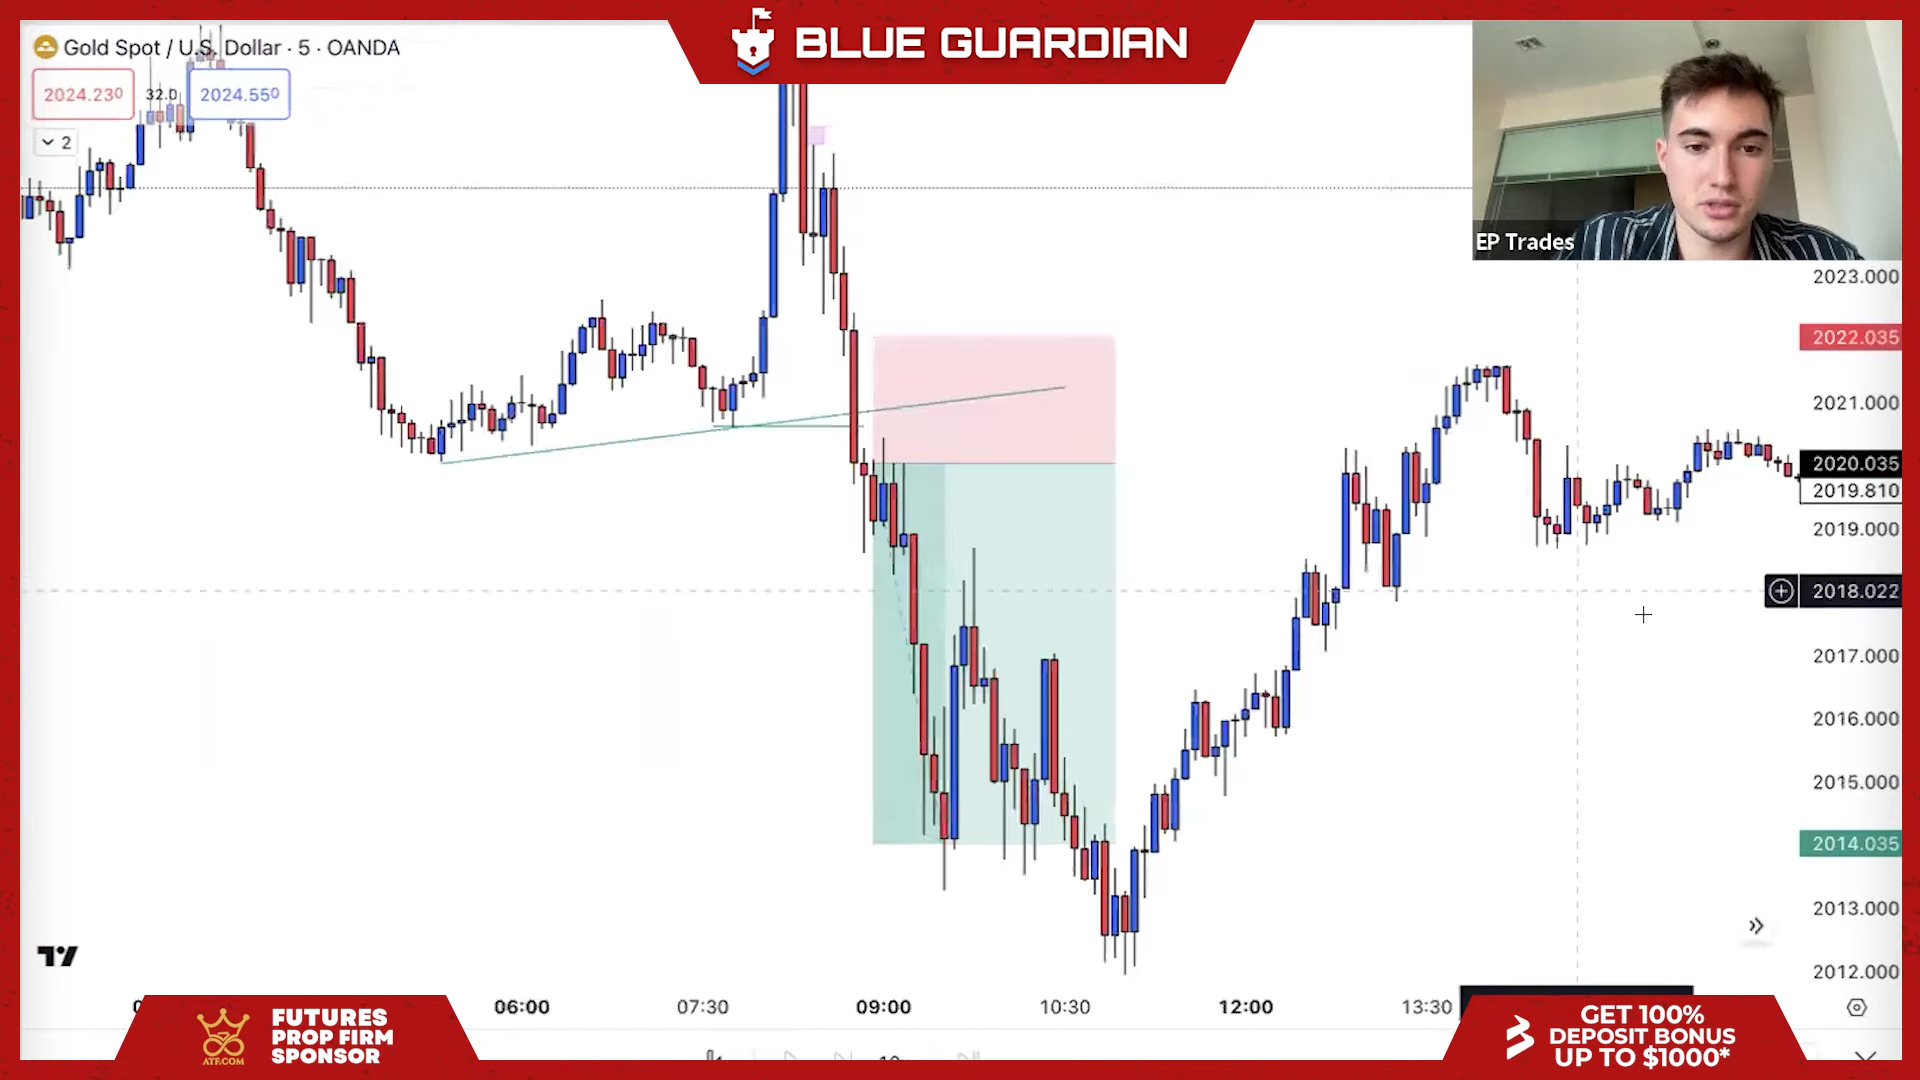 BLUE GUARDIAN
Gold Spot / U.S. Dollar · 5 · OANDA
2024.230
32.0
2024.550
2
EP Trades
2023.000
2022.035
2021.000
2020.035
2019.810
2019.000
2018.022
2017.000
2016.000
2015.000
2014.035
2013.000
2012.000
06:00
07:30
09:00
10:30
12:00
13:30
ATF.COM
FUTURES
PROP FIRM
SPONSOR
GET 100%
DEPOSIT BONUS
UP TO $1000*